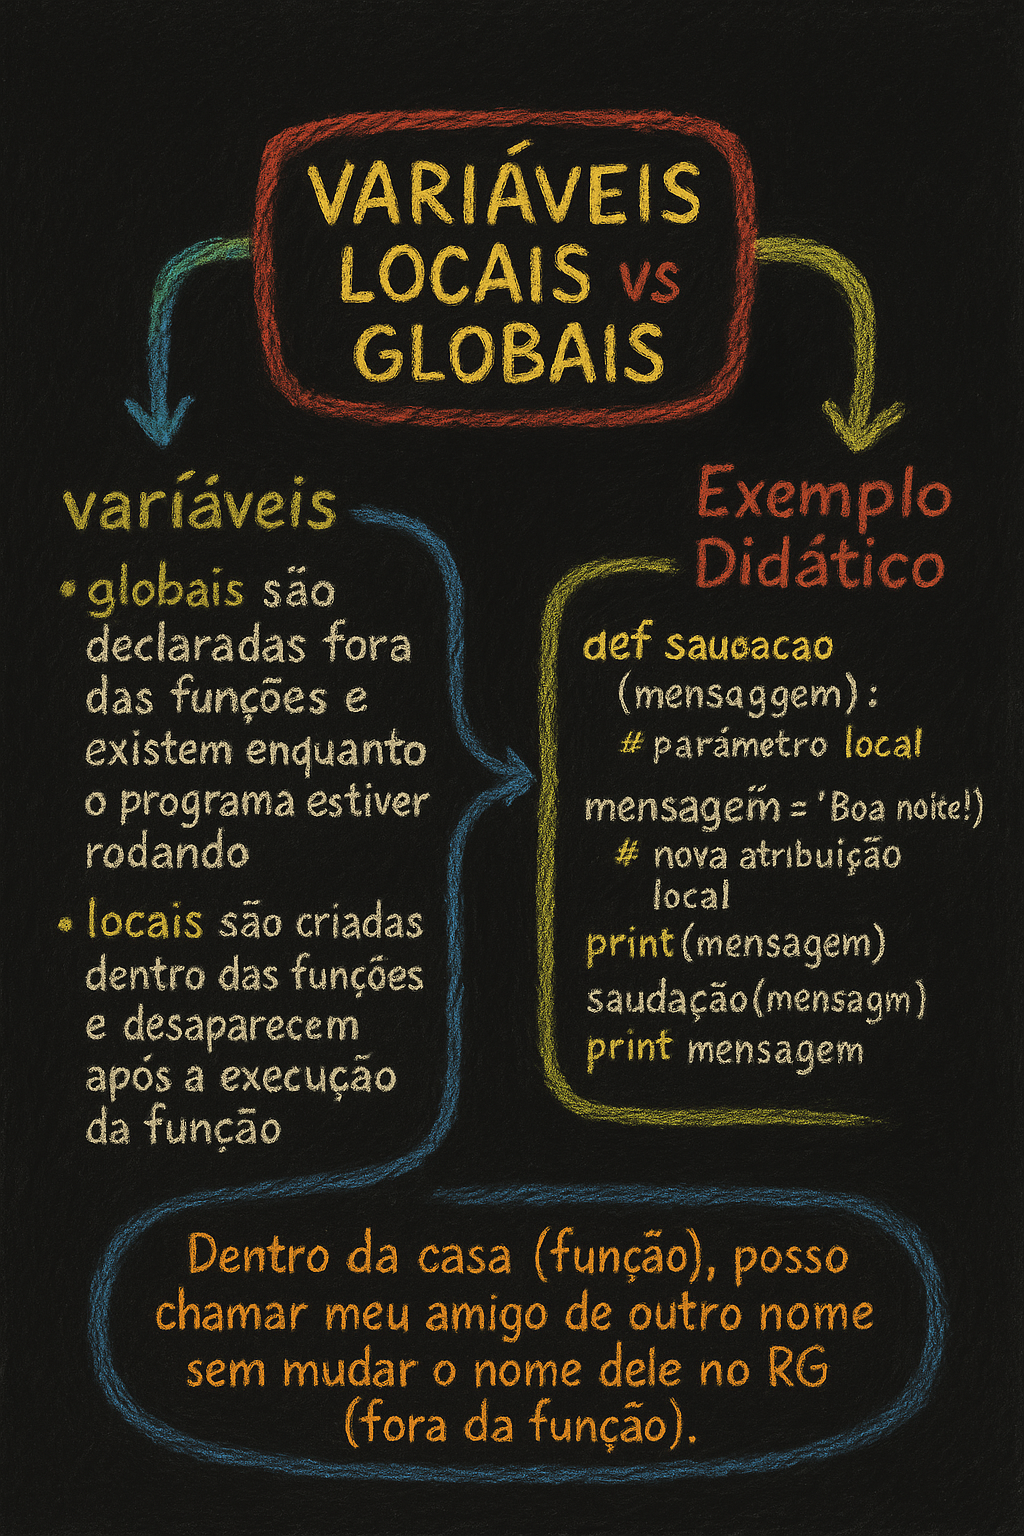 VARIÁVEIS
LOCAIS vs
GLOBAIS
varíáveis
• globais são
declaradas fora
das funções e
existem enquanto
o programa estiver
rodando
• locais são criadas
dentro das funções
e desaparecem
após a execução
da função
Exemplo
Didático
def sauoacao
(mensaggem):
# parámetro local
mensagem̃ = 'Boa noite!)
# nova atribuição
local
print(mensagem)
saudação(mensagm)
print mensagem
Dentro da casa (função), posso
chamar meu amigo de outro nome
sem mudar o nome dele no RG
(fora da função).